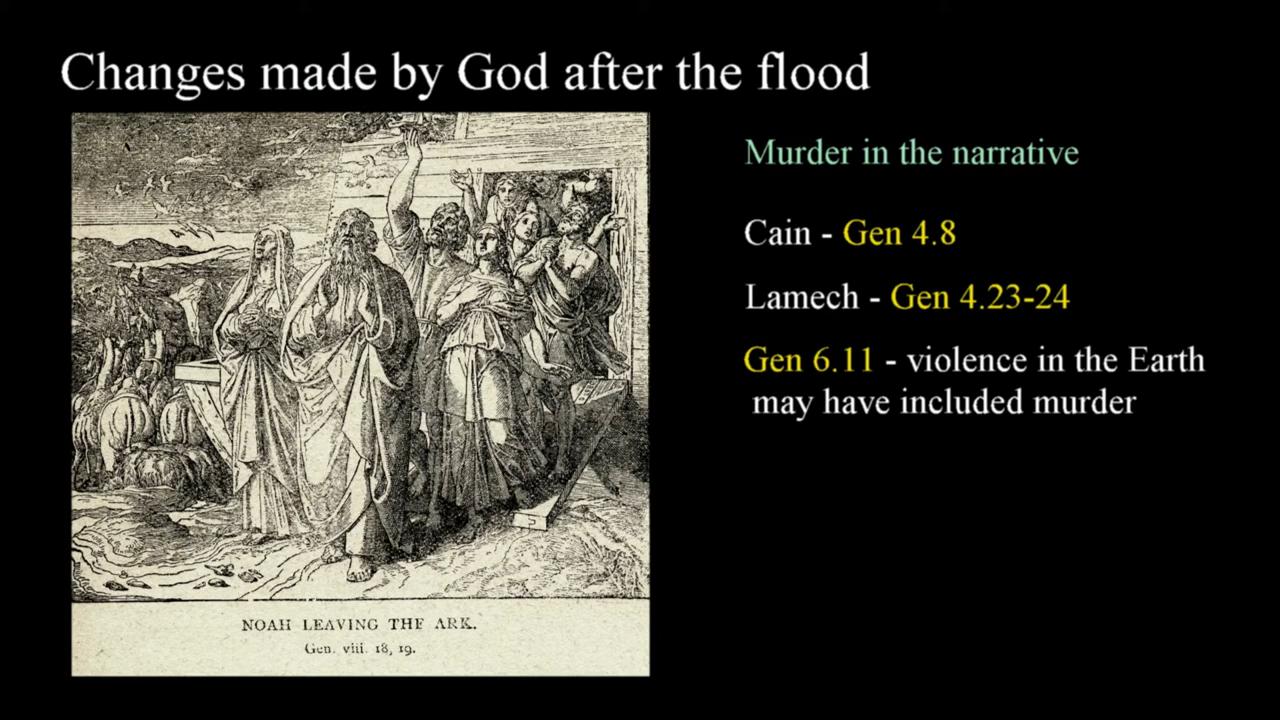 Changes made by God after the flood
Murder in the narrative
Cain - Gen 4.8
Lamech - Gen 4.23-24
Gen 6.11 - violence in the Earth
may have included murder
NOAH LEAVING THE ARK.
Gen. viii. 18, 19.